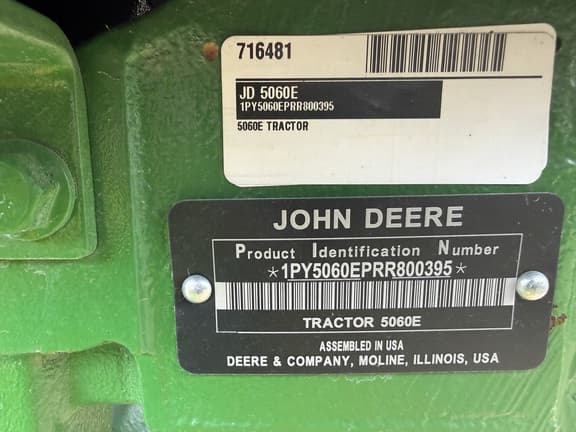 716481
JD 5060E
1PY5060EPRR800395
5060E TRACTOR
JOHN DEERE
Product Identification Number
*1PY5060EPRR800395*
TRACTOR 5060E
ASSEMBLED IN USA
DEERE & COMPANY, MOLINE, ILLINOIS, USA